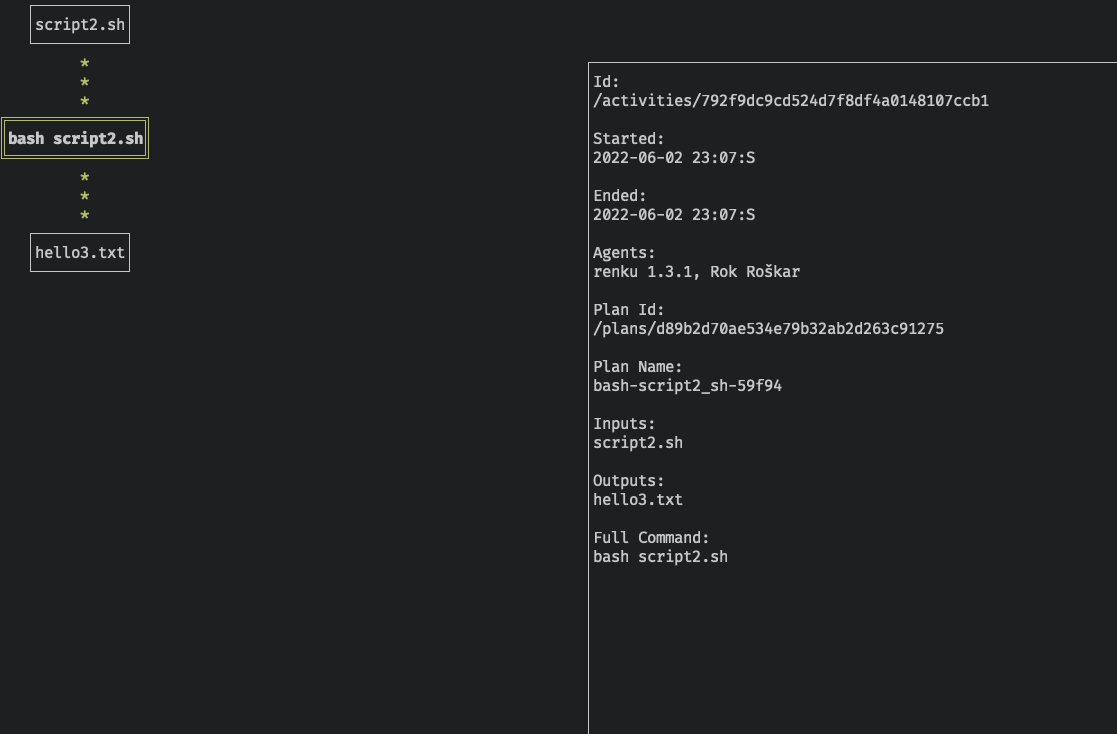 script2.sh
*
*
*
bash script2.sh
*
*
*
hello3.txt
Id:
/activities/792f9dc9cd524d7f8df4a0148107ccb1
Started:
2022-06-02 23:07:S
Ended:
2022-06-02 23:07:S
Agents:
renku 1.3.1, Rok Roškar
Plan Id:
/plans/d89b2d70ae534e79b32ab2d263c91275
Plan Name:
bash-script2_sh-59f94
Inputs:
script2.sh
Outputs:
hello3.txt
Full Command:
bash script2.sh